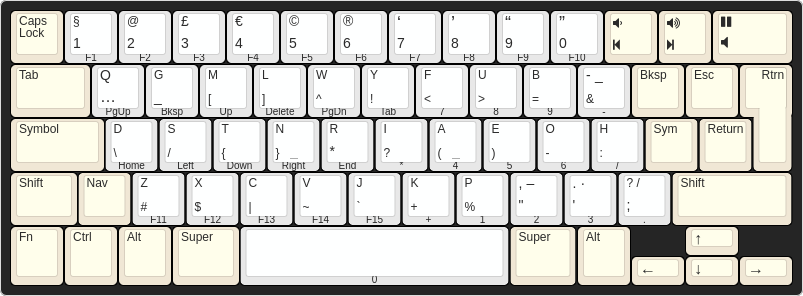 Caps Lock § @ £ € © ® ‘ ’ “ ”
1 2 3 4 5 6 7 8 9 0
F1 F2 F3 F4 F5 F6 F7 F8 F9 F10
Tab Q G M L W Y F U B - _ Bksp Esc Rtrn
… _ [ ] ^ ! < > = &
PgUp Bksp Up Delete PgDn Tab 7 8 9 -
Symbol D S T N R I A E O H Sym Return
\ / { } _ * ? ( _ ) - :
Home Left Down Right End * 4 5 6 /
Shift Nav Z X C V J K P , – . · ? / Shift
# $ | ~ ` + % " ' ;
F11 F12 F13 F14 F15 + 1 2 3 .
Fn Ctrl Alt Super Super Alt ↑
0 ← ↓ →